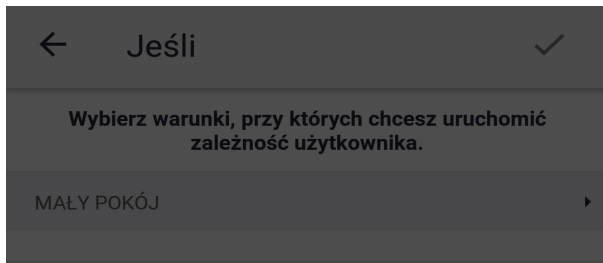 Jeśli
Wybierz warunki, przy których chcesz uruchomić
zależność użytkownika.
MAŁY POKÓJ